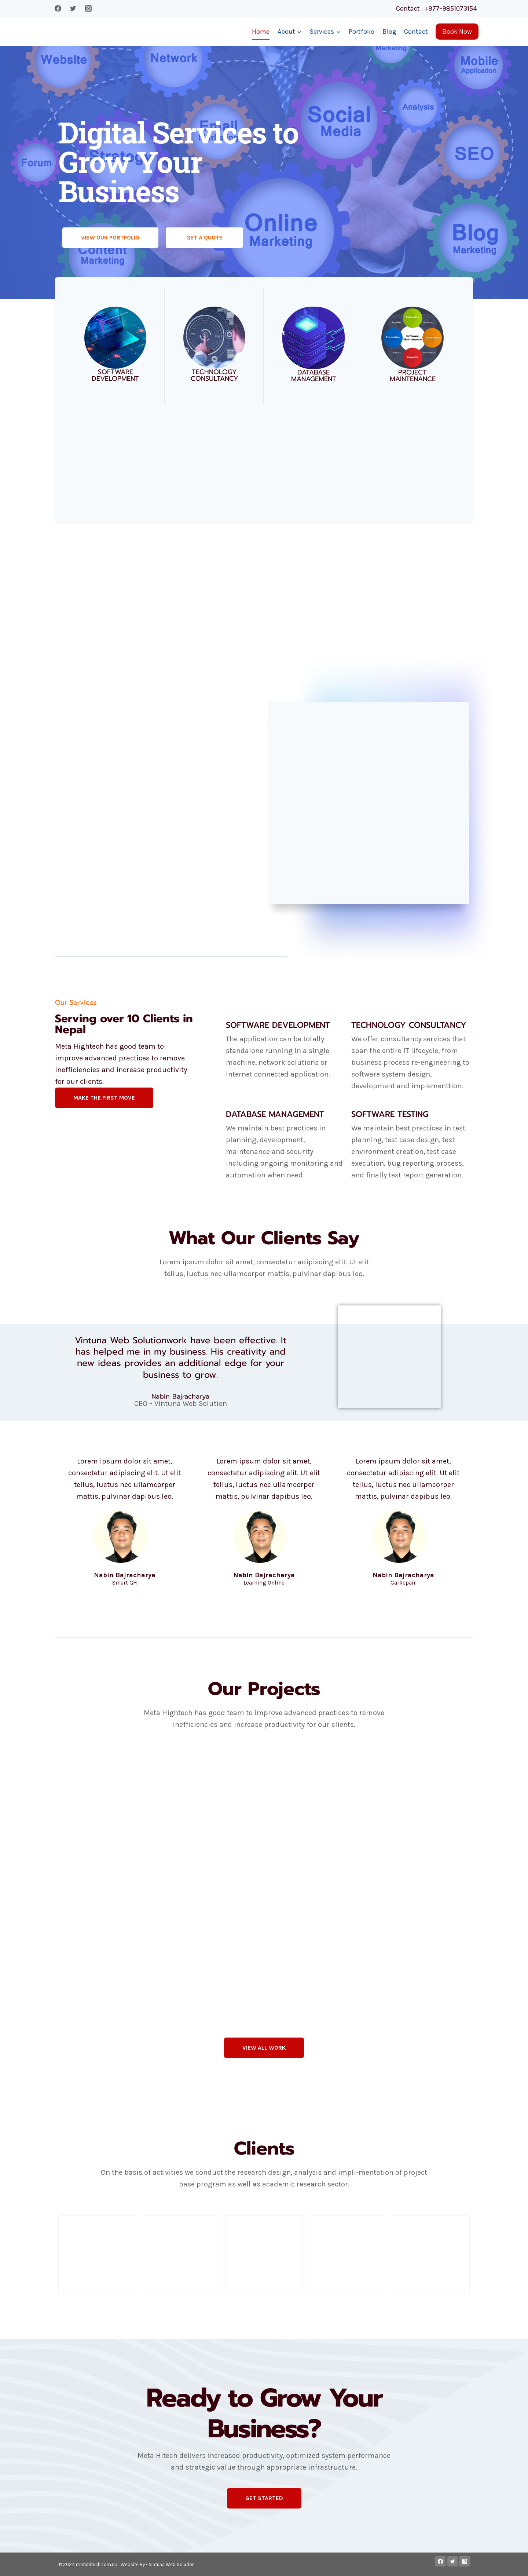 Contact : +977-9851073154
Home
About
Services
Portfolio
Blog
Contact
Book Now
Website
Network
Marketing
Mobile
Application
Social
Media
Analysis
Email
Forum
SEO
Digital Services to
Grow Your
Business
Online
Marketing
Blog
Marketing
Content
Marketing
VIEW OUR PORTFOLIO
GET A QUOTE
SOFTWARE
DEVELOPMENT
TECHNOLOGY
CONSULTANCY
DATABASE
MANAGEMENT
PROJECT
MAINTENANCE
Our Services
Serving over 10 Clients in
Nepal
Meta Hightech has good team to
improve advanced practices to remove
inefficiencies and increase productivity
for our clients.
MAKE THE FIRST MOVE
SOFTWARE DEVELOPMENT
The application can be totally
standalone running in a single
machine, network solutions or
Internet connected application.
TECHNOLOGY CONSULTANCY
We offer consultancy services that
span the entire IT lifecycle, from
business process re-engineering to
software system design,
development and implementtion.
DATABASE MANAGEMENT
We maintain best practices in
planning, development,
maintenance and security
including ongoing monitoring and
automation when need.
SOFTWARE TESTING
We maintain best practices in test
planning, test case design, test
environment creation, test case
execution, bug reporting process,
and finally test report generation.
What Our Clients Say
Lorem ipsum dolor sit amet, consectetur adipiscing elit. Ut elit
tellus, luctus nec ullamcorper mattis, pulvinar dapibus leo.
Vintuna Web Solutionwork have been effective. It
has helped me in my business. His creativity and
new ideas provides an additional edge for your
business to grow.
Nabin Bajracharya
CEO – Vintuna Web Solution
Lorem ipsum dolor sit amet,
consectetur adipiscing elit. Ut elit
tellus, luctus nec ullamcorper
mattis, pulvinar dapibus leo.
Nabin Bajracharya
Smart GH
Lorem ipsum dolor sit amet,
consectetur adipiscing elit. Ut elit
tellus, luctus nec ullamcorper
mattis, pulvinar dapibus leo.
Nabin Bajracharya
Learning Online
Lorem ipsum dolor sit amet,
consectetur adipiscing elit. Ut elit
tellus, luctus nec ullamcorper
mattis, pulvinar dapibus leo.
Nabin Bajracharya
CarRepair
Our Projects
Meta Hightech has good team to improve advanced practices to remove
inefficiencies and increase productivity for our clients.
VIEW ALL WORK
Clients
On the basis of activities we conduct the research design, analysis and impli-mentation of project
base program as well as academic research sector.
Ready to Grow Your
Business?
Meta Hitech delivers increased productivity, optimized system performance
and strategic value through appropriate infrastructure.
GET STARTED
© 2024 metahitech.com.np - Website By - Vintuna Web Solution